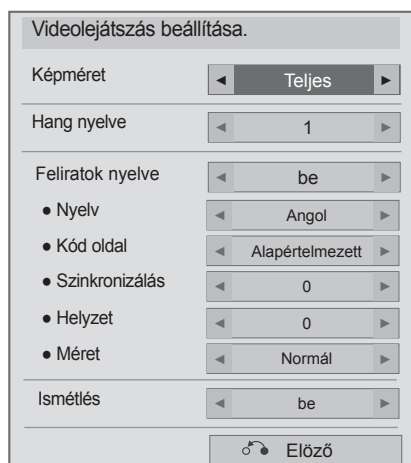 Videolejátszás beállítása.
Képméret ◄ Teljes ►
Hang nyelve ◄ 1 ►
Feliratok nyelve ◄ be ►
● Nyelv ◄ Angol ►
● Kód oldal ◄ Alapértelmezett ►
● Szinkronizálás ◄ 0 ►
● Helyzet ◄ 0 ►
● Méret ◄ Normál ►
Ismétlés ◄ be ►
Elöző